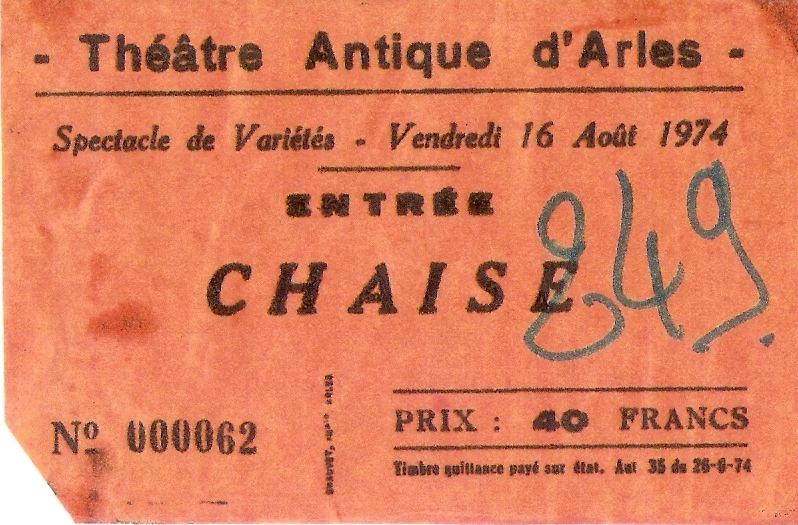 - Théâtre Antique d'Arles -
Spectacle de Variétés - Vendredi 16 Août 1974
ENTRÉE
CHAISE
249.
Nº 000062
PRIX : 40 FRANCS
Timbre quittance payé sur état. Aut 35 du 26-6-74